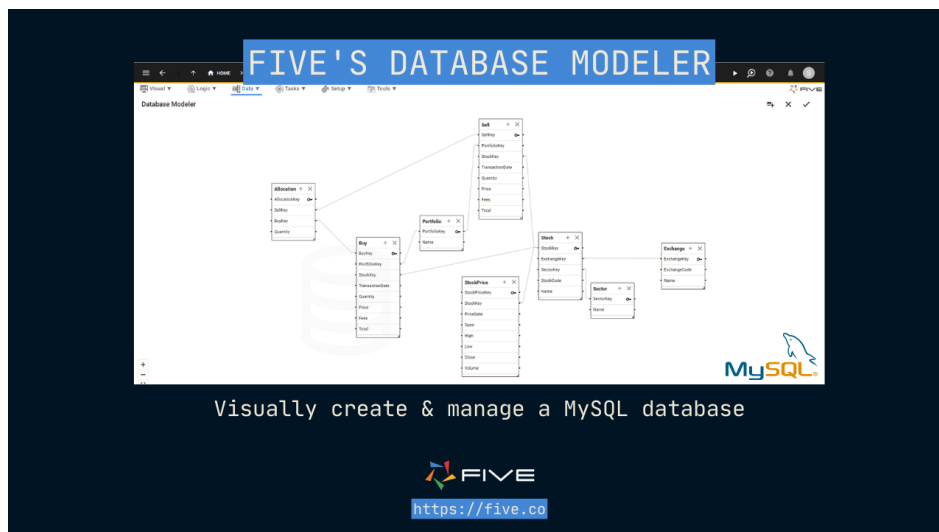 FIVE'S DATABASE MODELER
HOME
Visual
Logic
Data
Tasks
Setup
Tools
FIVE
S
Database Modeler
Sell
SellKey
PortfolioKey
StockKey
TransactionDate
Quantity
Price
Fees
Total
Allocation
AllocationKey
SellKey
BuyKey
Quantity
Portfolio
PortfolioKey
Name
Buy
BuyKey
PortfolioKey
StockKey
TransactionDate
Quantity
Price
Fees
Total
Stock
StockKey
ExchangeKey
SectorKey
StockCode
Name
Exchange
ExchangeKey
ExchangeCode
Name
StockPrice
StockPriceKey
StockKey
PriceDate
Open
High
Low
Close
Volume
Sector
SectorKey
Name
MySQL®
Visually create & manage a MySQL database
FIVE
https://five.co